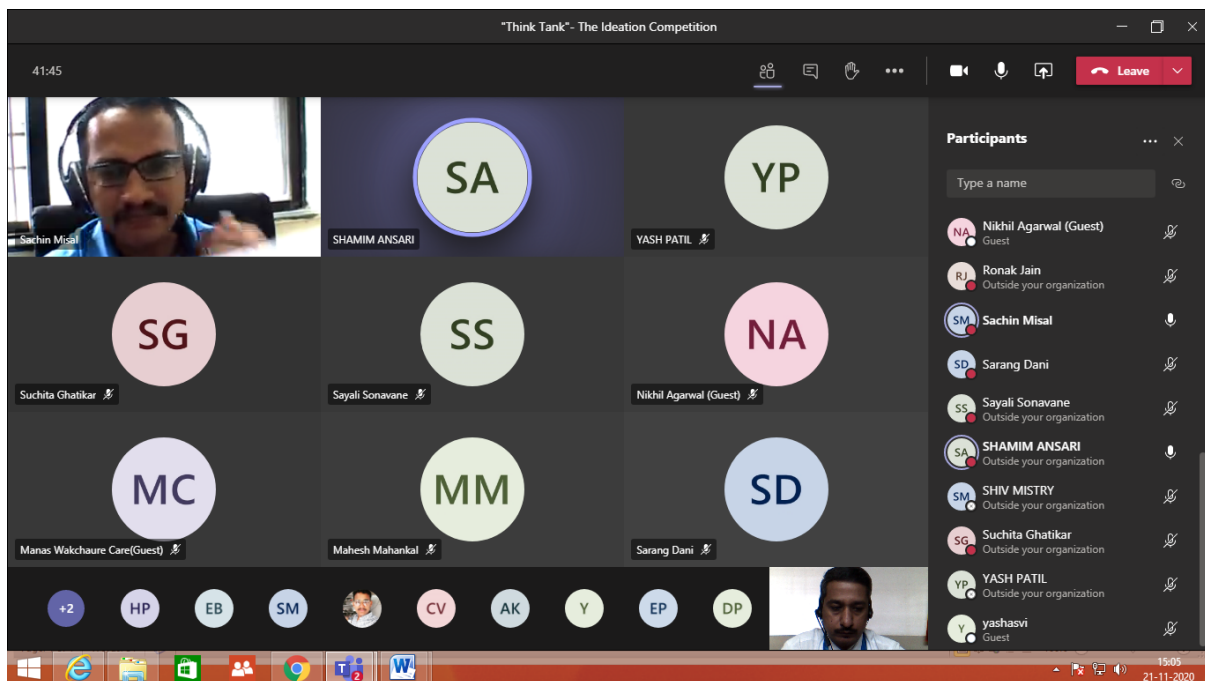 "Think Tank"- The Ideation Competition
41:45
Leave
Sachin Misal
SA
SHAMIM ANSARI
YP
YASH PATIL
SG
Suchita Ghatikar
SS
Sayali Sonavane
NA
Nikhil Agarwal (Guest)
MC
Manas Wakchaure Care(Guest)
MM
Mahesh Mahankal
SD
Sarang Dani
+2
HP
EB
SM
CV
AK
Y
EP
DP
Participants
Type a name
NA
Nikhil Agarwal (Guest)
Guest
RJ
Ronak Jain
Outside your organization
SM
Sachin Misal
SD
Sarang Dani
SS
Sayali Sonavane
Outside your organization
SA
SHAMIM ANSARI
Outside your organization
SM
SHIV MISTRY
Outside your organization
SG
Suchita Ghatikar
Outside your organization
YP
YASH PATIL
Outside your organization
Y
yashasvi
Guest
2
15:05
21-11-2020